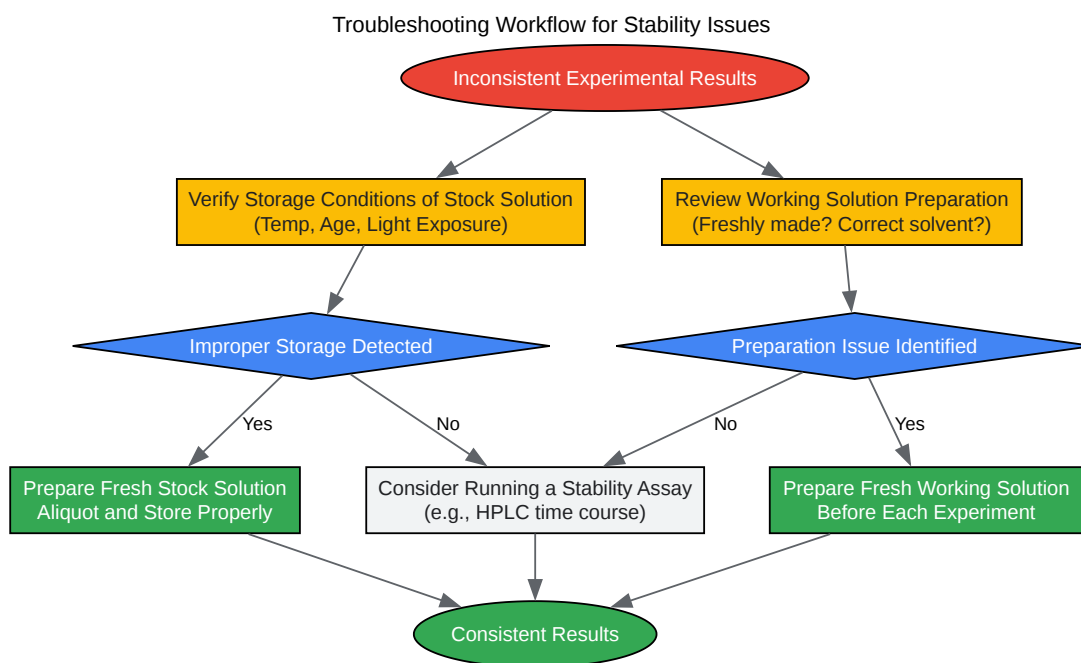 Troubleshooting Workflow for Stability Issues
Inconsistent Experimental Results
Verify Storage Conditions of Stock Solution
(Temp, Age, Light Exposure)
Review Working Solution Preparation
(Freshly made? Correct solvent?)
Improper Storage Detected
Preparation Issue Identified
Yes
No
No
Yes
Prepare Fresh Stock Solution
Aliquot and Store Properly
Consider Running a Stability Assay
(e.g., HPLC time course)
Prepare Fresh Working Solution
Before Each Experiment
Consistent Results